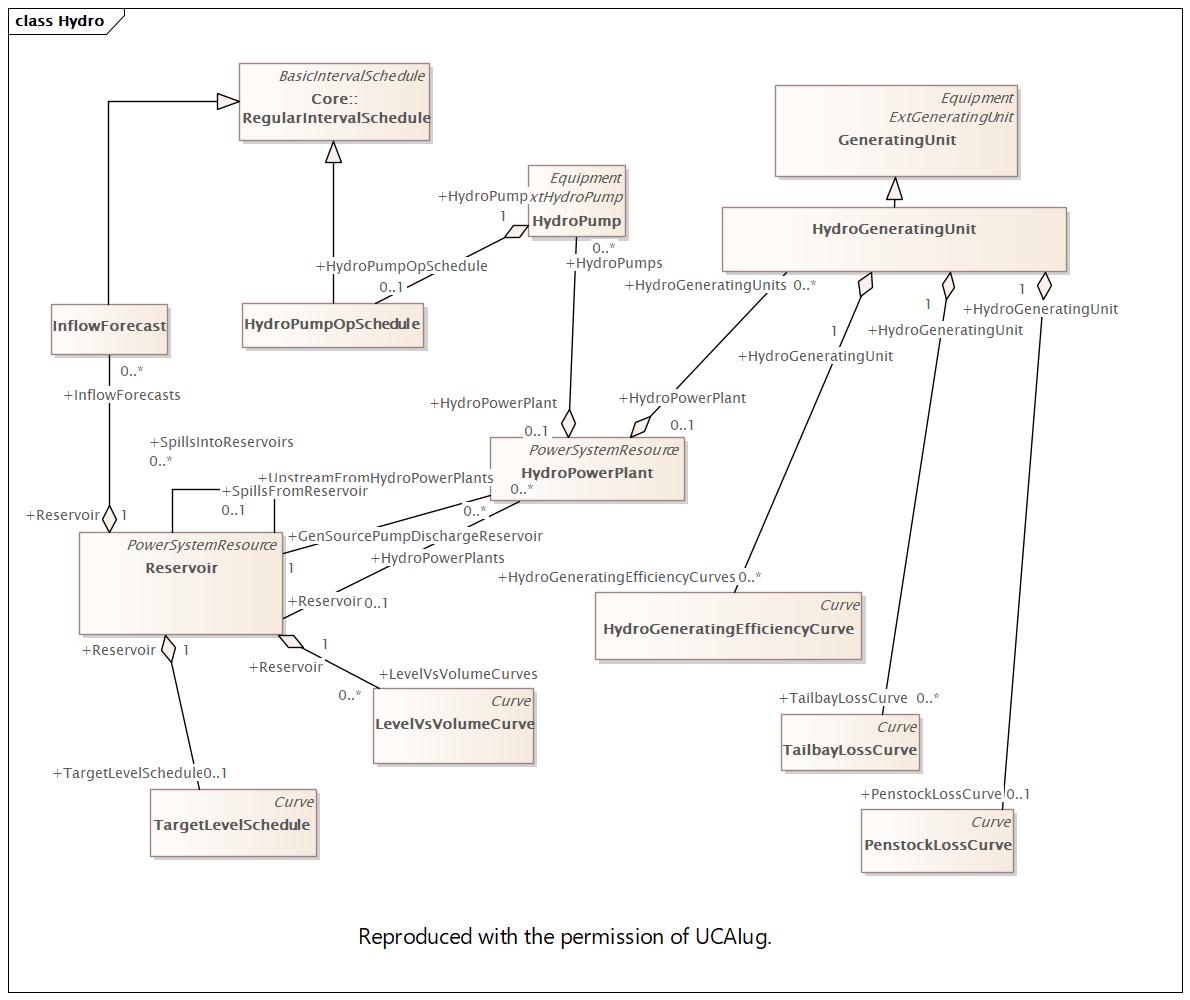 class Hydro
BasicIntervalSchedule
Core::
RegularIntervalSchedule
Equipment
ExtGeneratingUnit
GeneratingUnit
Equipment
xtHydroPump
HydroPump
+HydroPump
1
0..*
+HydroPumps
HydroGeneratingUnit
+HydroPumpOpSchedule
0..1
HydroPumpOpSchedule
+HydroGeneratingUnits 0..*
1
+HydroGeneratingUnit
1
+HydroGeneratingUnit
1
+HydroGeneratingUnit
InflowForecast
0..*
+InflowForecasts
+HydroPowerPlant
0..1
+HydroPowerPlant
0..1
PowerSystemResource
HydroPowerPlant
+SpillsIntoReservoirs
0..*
+UpstreamFromHydroPowerPlants
0..*
+SpillsFromReservoir
0..1
0..*
+Reservoir
1
+GenSourcePumpDischargeReservoir
1
+HydroPowerPlants
PowerSystemResource
Reservoir
+Reservoir 0..1
+HydroGeneratingEfficiencyCurves 0..*
Curve
HydroGeneratingEfficiencyCurve
+Reservoir
1
1
+Reservoir
+LevelVsVolumeCurves
0..*
Curve
LevelVsVolumeCurve
+TailbayLossCurve 0..*
Curve
TailbayLossCurve
+TargetLevelSchedule 0..1
Curve
TargetLevelSchedule
+PenstockLossCurve 0..1
Curve
PenstockLossCurve
Reproduced with the permission of UCAIug.